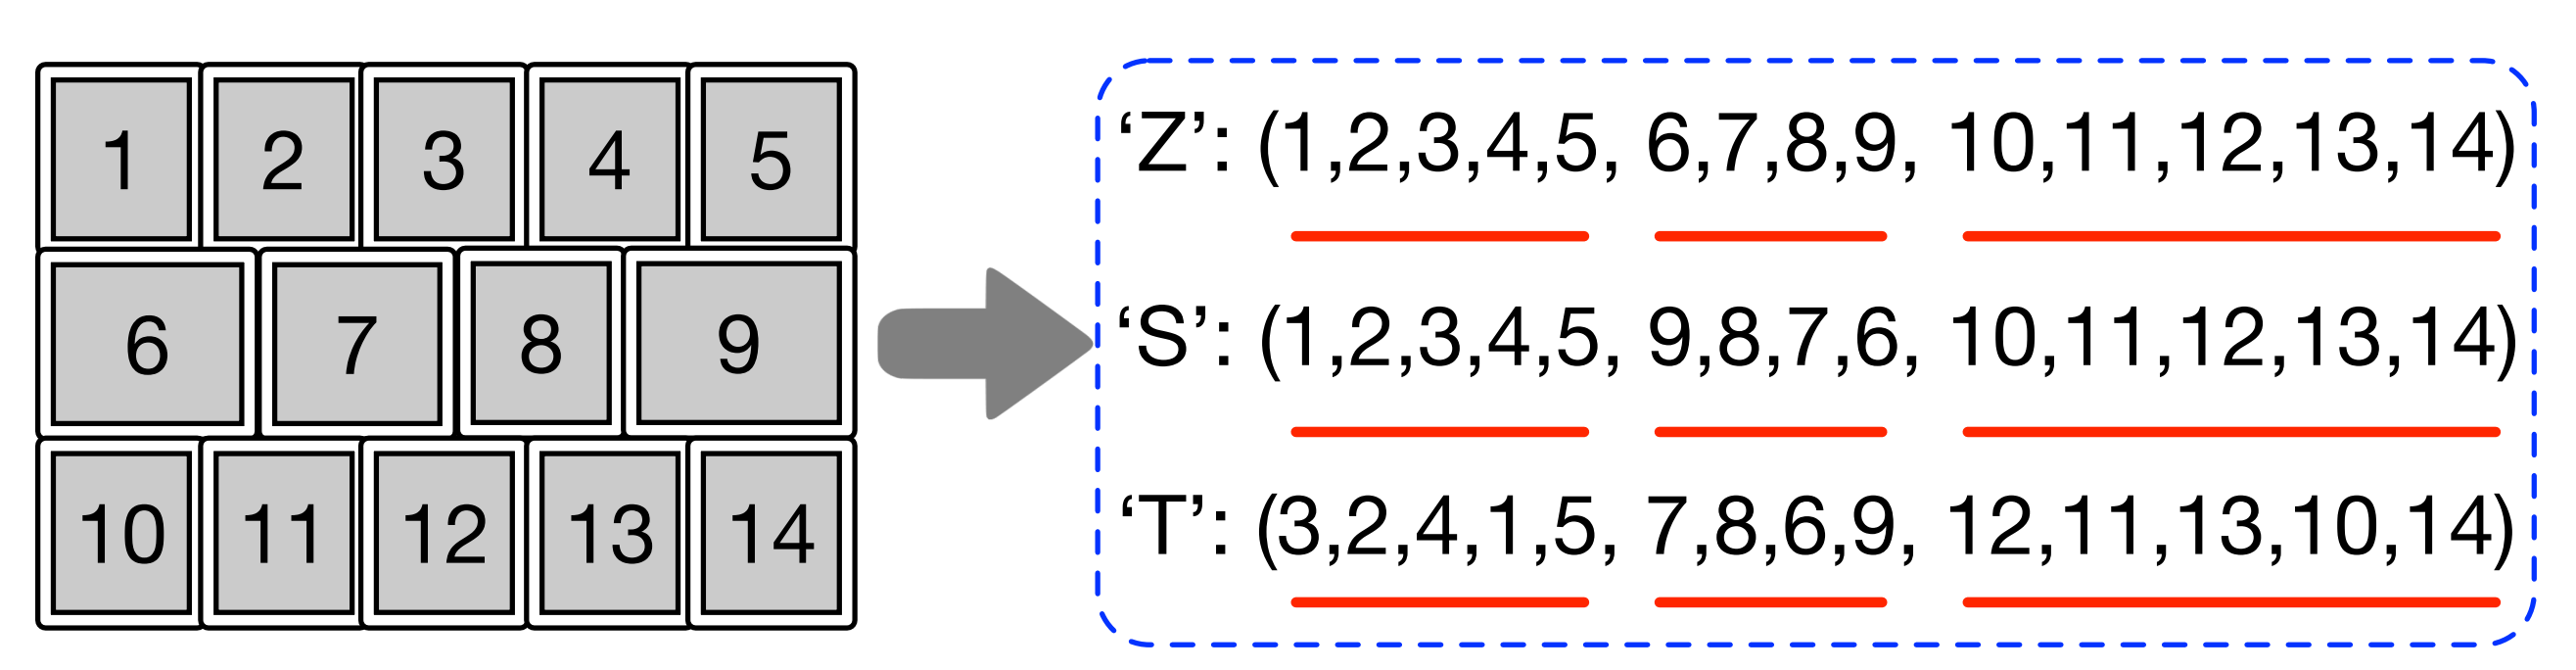 1 2 3 4 5
6 7 8 9
10 11 12 13 14
‘Z’: (1,2,3,4,5, 6,7,8,9, 10,11,12,13,14)
‘S’: (1,2,3,4,5, 9,8,7,6, 10,11,12,13,14)
‘T’: (3,2,4,1,5, 7,8,6,9, 12,11,13,10,14)